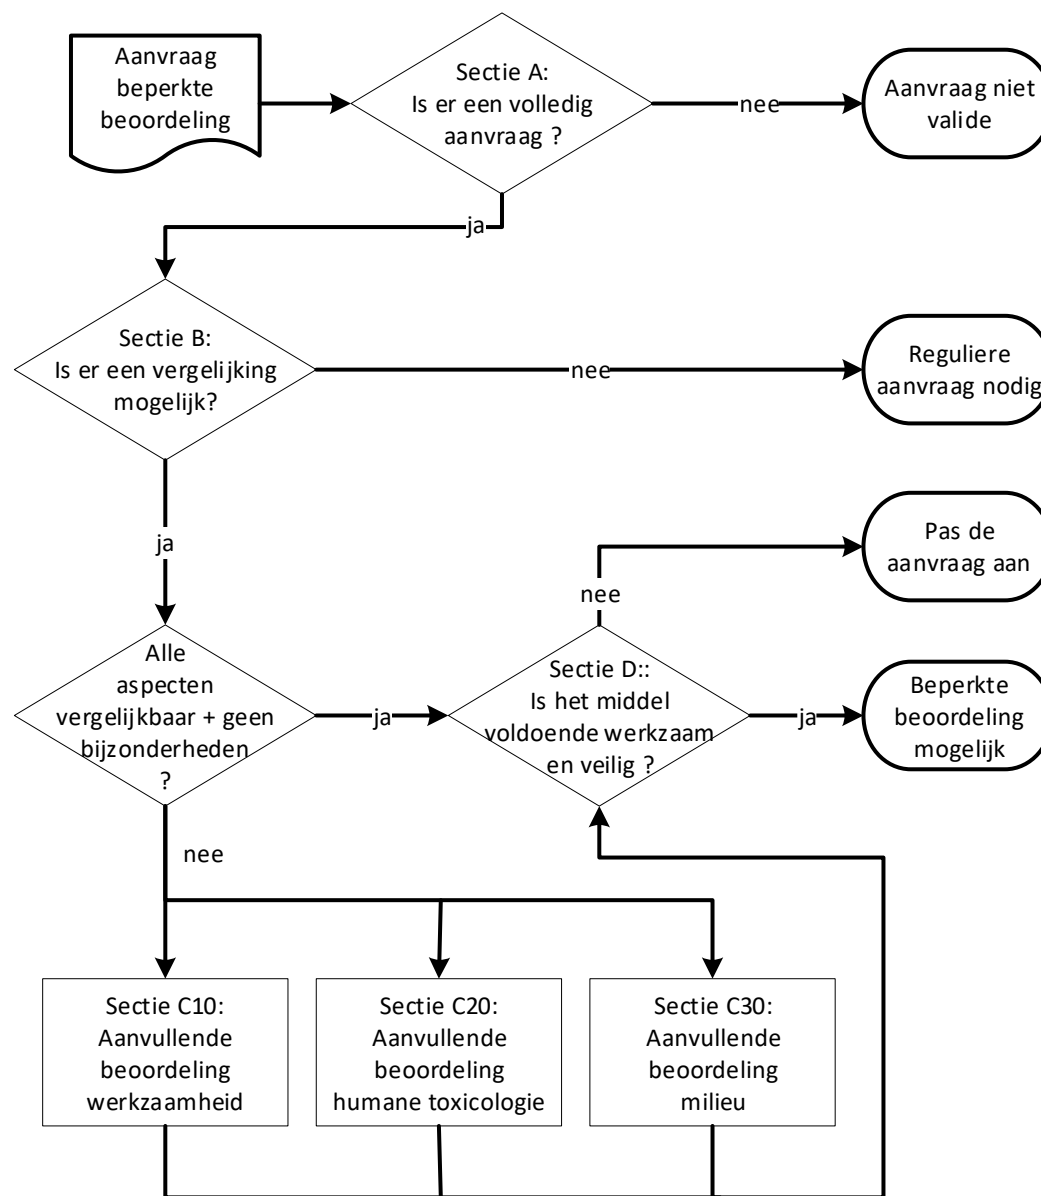 Aanvraag
beperkte
beoordeling
Sectie A:
Is er een volledig
aanvraag ?
nee
Aanvraag niet
valide
ja
Sectie B:
Is er een vergelijking
mogelijk?
nee
Reguliere
aanvraag nodig
ja
Pas de
aanvraag aan
nee
Alle
aspecten
vergelijkbaar + geen
bijzonderheden
?
ja
Sectie D::
Is het middel
voldoende werkzaam
en veilig ?
ja
Beperkte
beoordeling
mogelijk
nee
Sectie C10:
Aanvullende
beoordeling
werkzaamheid
Sectie C20:
Aanvullende
beoordeling
humane toxicologie
Sectie C30:
Aanvullende
beoordeling
milieu